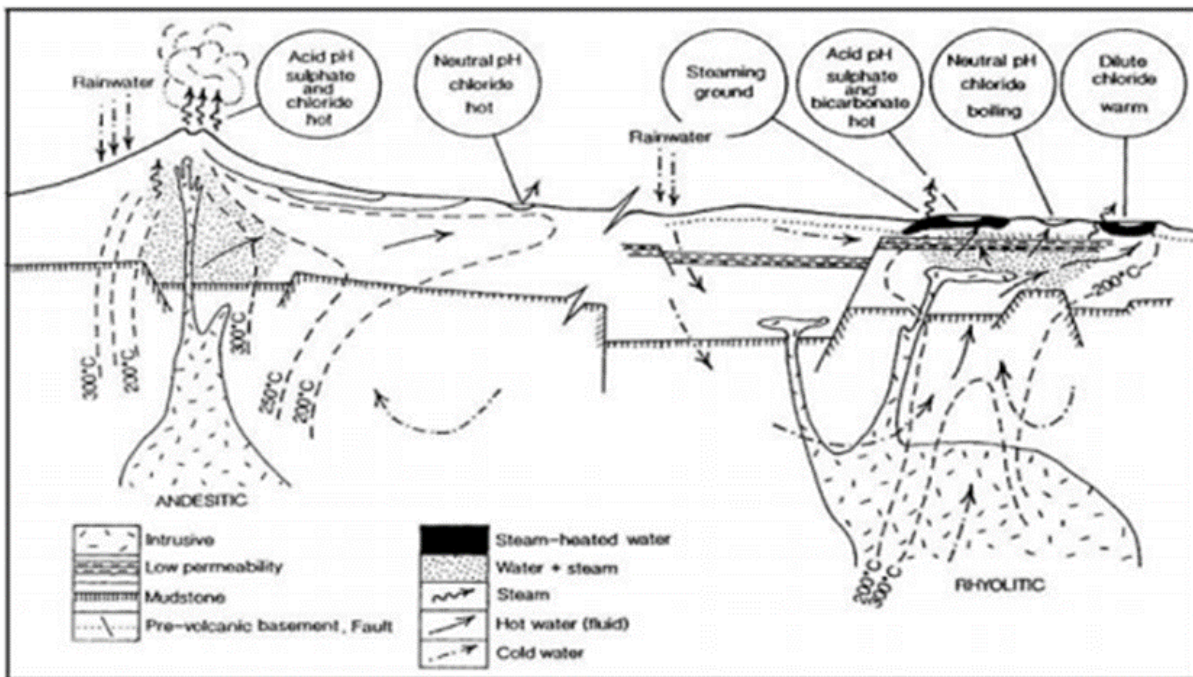 Rainwater
Acid pH
sulphate
and
chloride
hot
Neutral pH
chloride
hot
Steaming
ground
Acid pH
sulphate
and
bicarbonate
hot
Neutral pH
chloride
boiling
Dilute
chloride
warm
Rainwater
300°C
200°C
300°C
250°C
200°C
200°C
200°C
300°C
ANDESITIC
RHYOLITIC
Intrusive
Low permeability
Mudstone
Pre-volcanic basement, Fault
Steam-heated water
Water + steam
Steam
Hot water (fluid)
Cold water